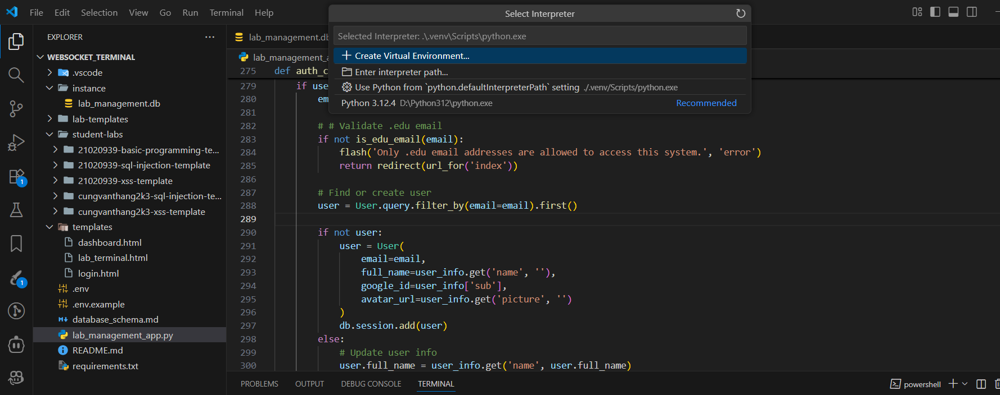 File Edit Selection View Go Run Terminal Help
Select Interpreter
Selected Interpreter: .\.venv\Scripts\python.exe
Create Virtual Environment...
Enter interpreter path...
Use Python from `python.defaultInterpreterPath` setting ./.venv/Scripts/python.exe
Python 3.12.4 D:\Python312\python.exe Recommended
EXPLORER
WEBSOCKET_TERMINAL
.vscode
instance
lab_management.db
lab-templates
student-labs
21020939-basic-programming-te...
21020939-sql-injection-template
21020939-xss-template
cungvanthang2k3-sql-injection-te...
cungvanthang2k3-xss-template
templates
dashboard.html
lab_terminal.html
login.html
.env
.env.example
database_schema.md
lab_management_app.py
README.md
requirements.txt
1
1
lab_management.db
lab_management_a
275 def auth_c
279 if use
280 em
281
282 # # Validate .edu email
283 if not is_edu_email(email):
284 flash('Only .edu email addresses are allowed to access this system.', 'error')
285 return redirect(url_for('index'))
286
287 # Find or create user
288 user = User.query.filter_by(email=email).first()
289
290 if not user:
291 user = User(
292 email=email,
293 full_name=user_info.get('name', ''),
294 google_id=user_info['sub'],
295 avatar_url=user_info.get('picture', '')
296 )
297 db.session.add(user)
298 else:
299 # Update user info
300 user.full_name = user_info.get('name', user.full_name)
PROBLEMS OUTPUT DEBUG CONSOLE TERMINAL
powershell